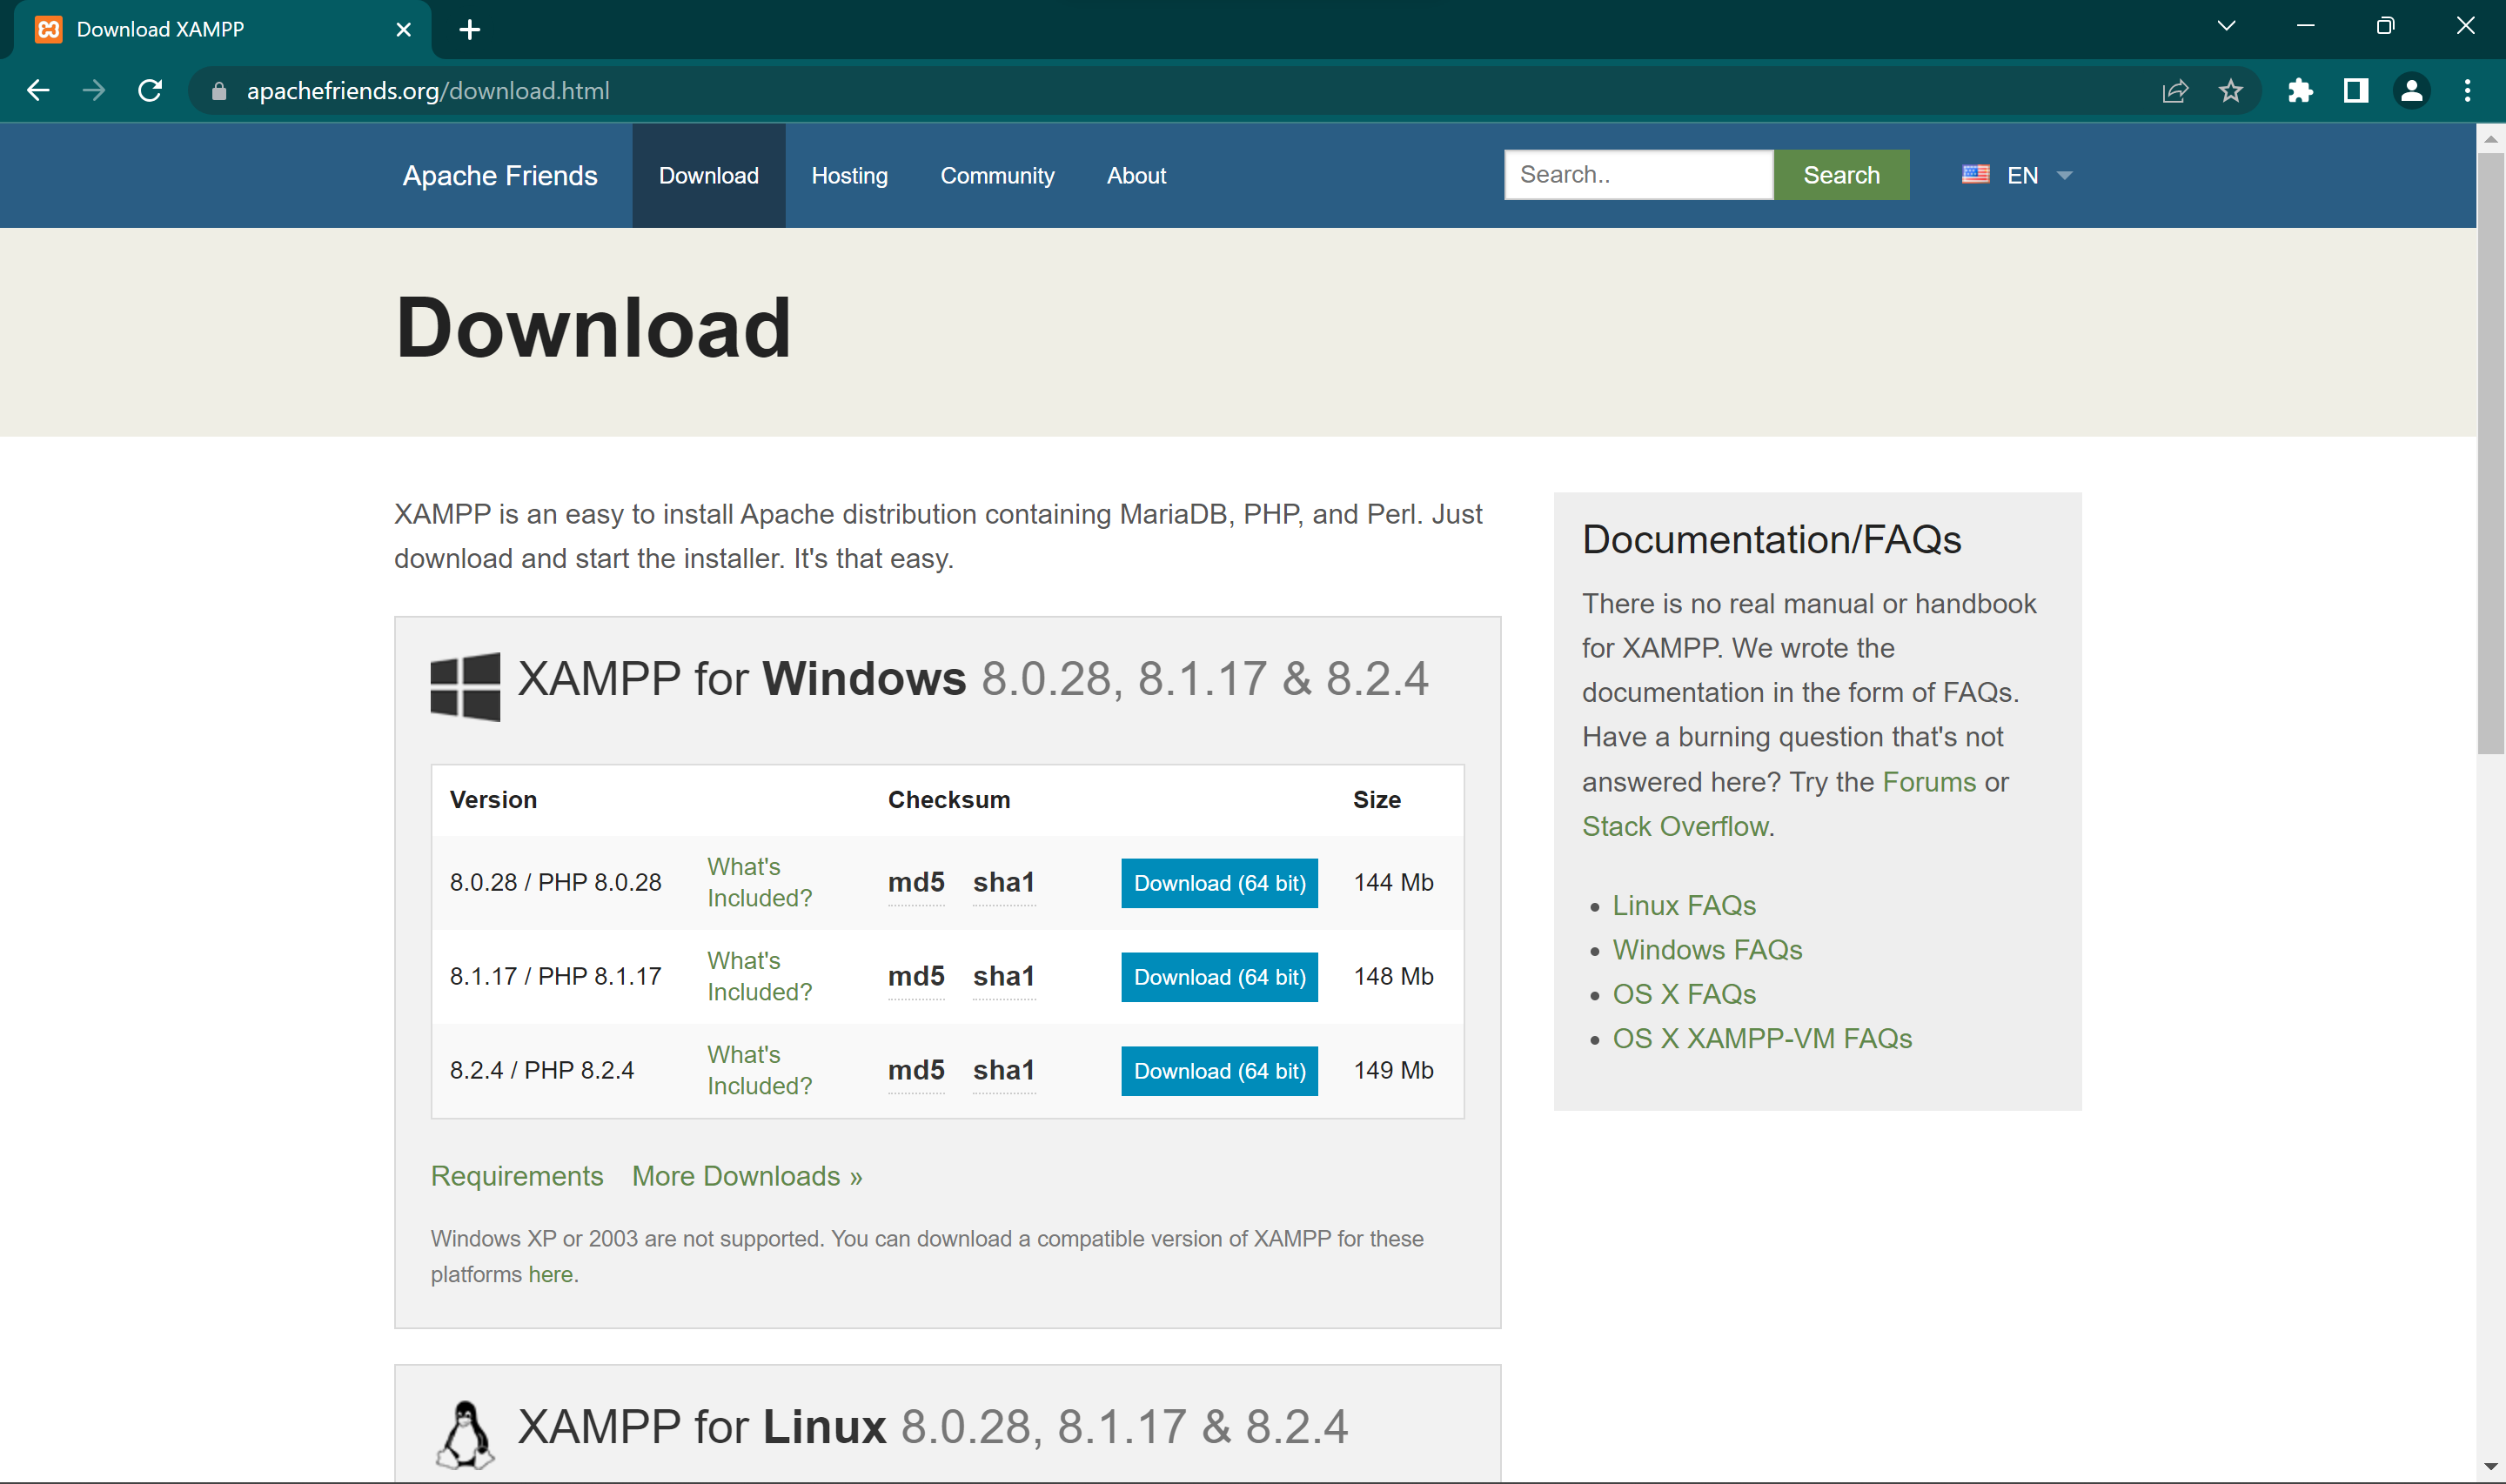 Download XAMPP
apachefriends.org/download.html
Apache Friends Download Hosting Community About Search.. Search EN
Download
XAMPP is an easy to install Apache distribution containing MariaDB, PHP, and Perl. Just
download and start the installer. It's that easy.
XAMPP for Windows 8.0.28, 8.1.17 & 8.2.4
Version Checksum Size
8.0.28 / PHP 8.0.28 What's
Included? md5 sha1 Download (64 bit) 144 Mb
8.1.17 / PHP 8.1.17 What's
Included? md5 sha1 Download (64 bit) 148 Mb
8.2.4 / PHP 8.2.4 What's
Included? md5 sha1 Download (64 bit) 149 Mb
Requirements More Downloads »
Windows XP or 2003 are not supported. You can download a compatible version of XAMPP for these
platforms here.
XAMPP for Linux 8.0.28, 8.1.17 & 8.2.4
Documentation/FAQs
There is no real manual or handbook
for XAMPP. We wrote the
documentation in the form of FAQs.
Have a burning question that's not
answered here? Try the Forums or
Stack Overflow.
• Linux FAQs
• Windows FAQs
• OS X FAQs
• OS X XAMPP-VM FAQs